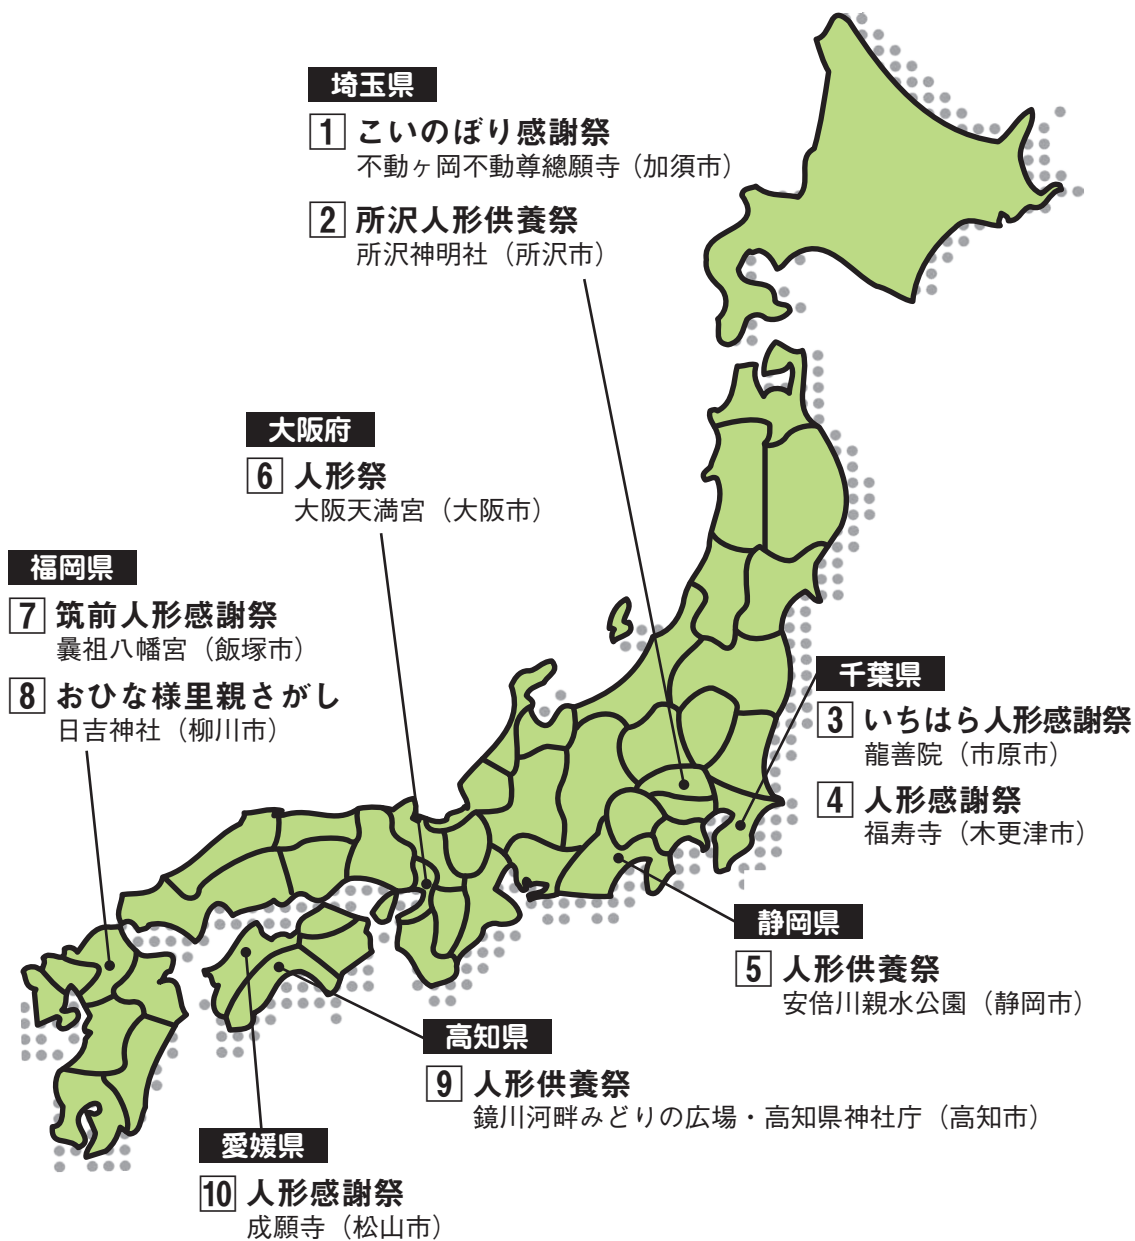 埼玉県
1 こいのぼり感謝祭
不動ヶ岡不動尊總願寺（加須市）
2 所沢人形供養祭
所沢神明社（所沢市）
大阪府
6 人形祭
大阪天満宮（大阪市）
福岡県
7 筑前人形感謝祭
曩祖八幡宮（飯塚市）
8 おひな様里親さがし
日吉神社（柳川市）
千葉県
3 いちはら人形感謝祭
龍善院（市原市）
4 人形感謝祭
福寿寺（木更津市）
静岡県
5 人形供養祭
安倍川親水公園（静岡市）
高知県
9 人形供養祭
鏡川河畔みどりの広場・高知県神社庁（高知市）
愛媛県
10 人形感謝祭
成願寺（松山市）